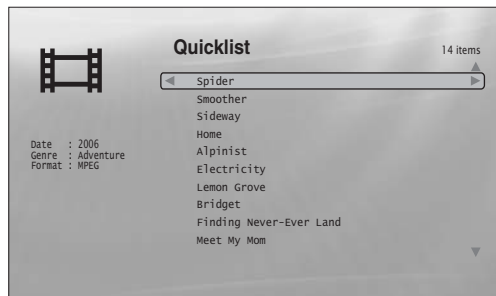 Quicklist
14 items
Spider
Smoother
Sideway
Home
Alpinist
Electricity
Lemon Grove
Bridget
Finding Never-Ever Land
Meet My Mom
Date : 2006
Genre : Adventure
Format : MPEG